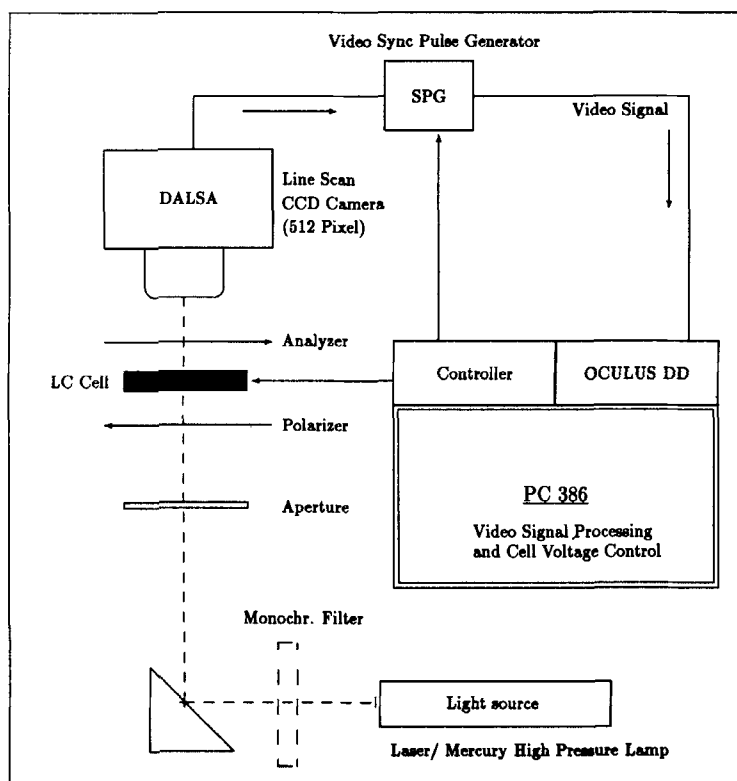 Video Sync Pulse Generator
SPG
Video Signal
DALSA
Line Scan
CCD Camera
(512 Pixel)
Analyzer
LC Cell
Controller
OCULUS DD
Polarizer
PC 386
Aperture
Video Signal Processing
and Cell Voltage Control
Monochr. Filter
Light source
Laser/ Mercury High Pressure Lamp